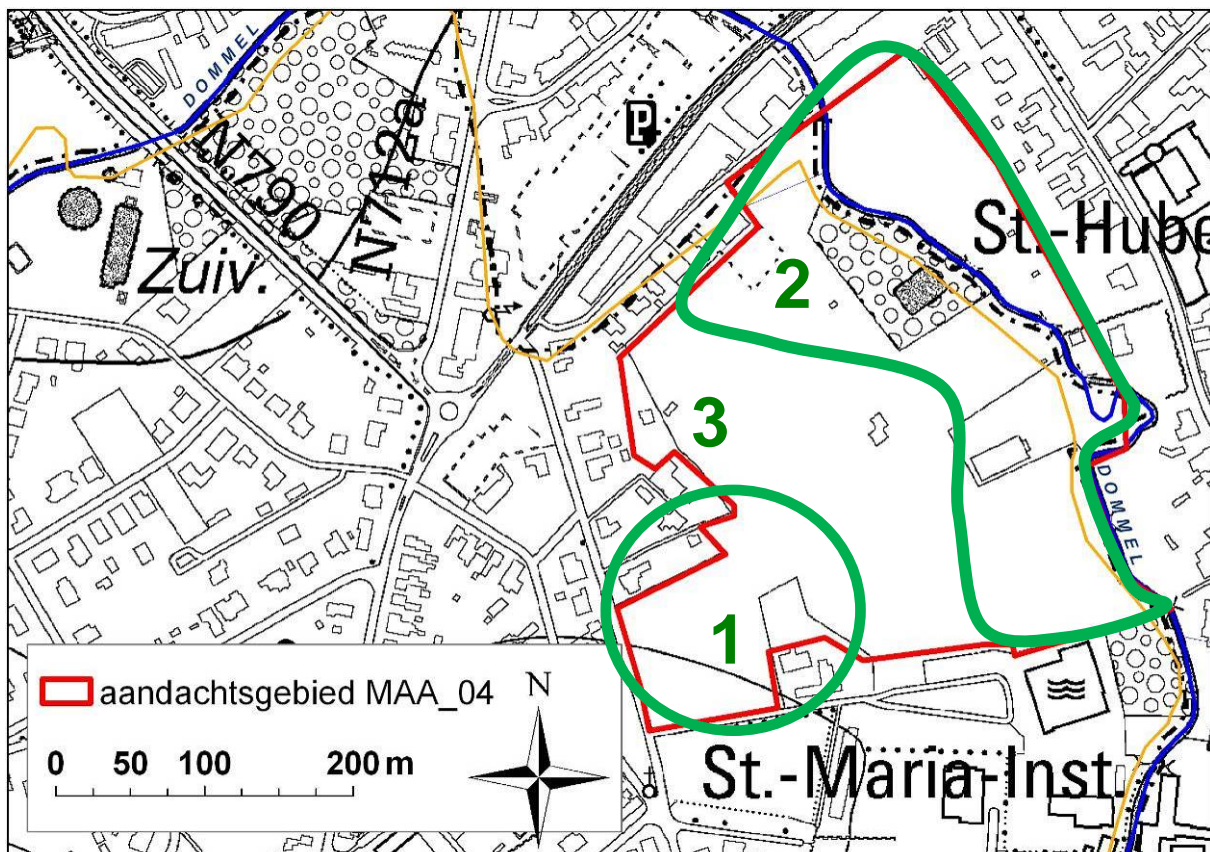 DOMMEL
P
N790
N712a
Zuiv.
St.-Hube
2
3
DOMMEL
1
aandachtsgebied MAA_04
N
0 50 100 200 m
St.-Maria-Inst.